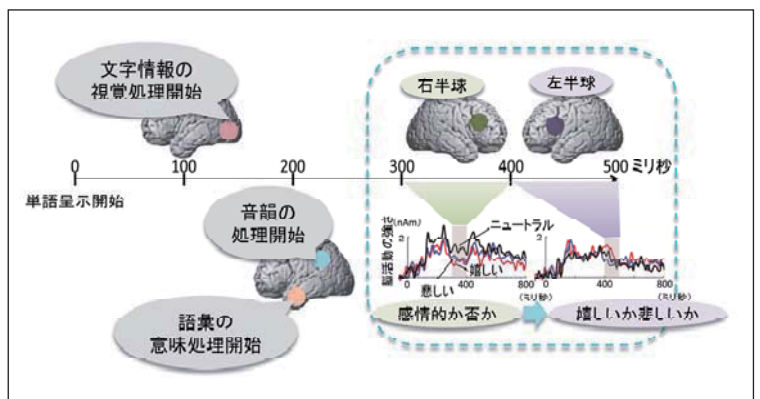 文字情報の
視覚処理開始
右半球
左半球
0
100
200
300
400
500 ミリ秒
単語呈示開始
音韻の
処理開始
語彙の
意味処理開始
脳活動の強さ
(nAm)
2
0
400
800
(ミリ秒)
ニュートラル
嬉しい
悲しい
2
0
400
800
(ミリ秒)
感情的か否か
嬉しいか悲しいか